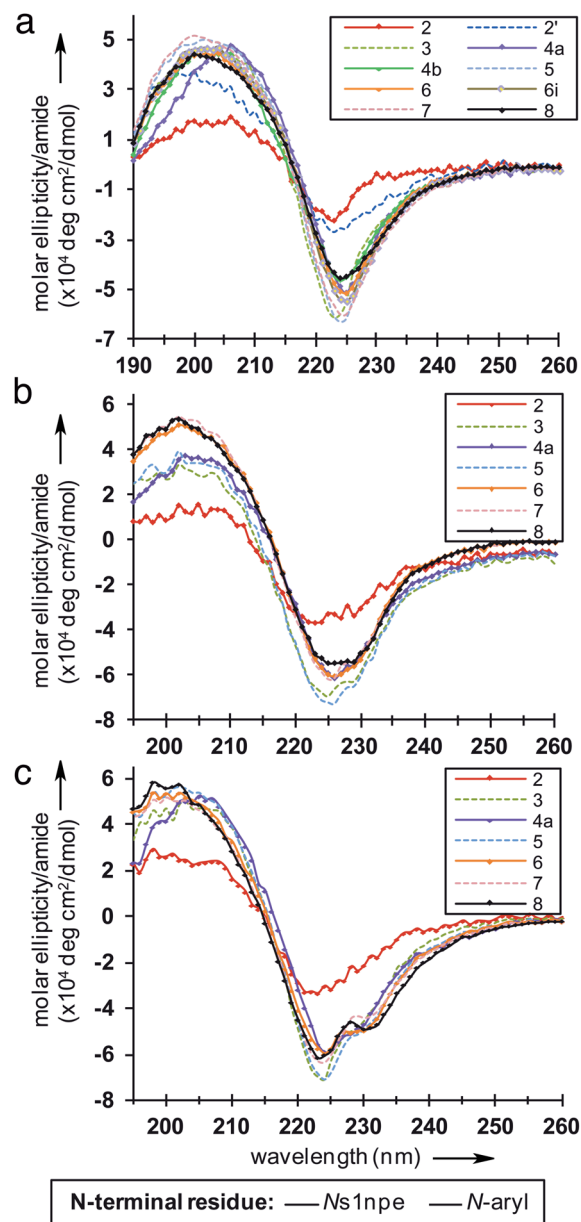 a
molar ellipticity/amide
(x10⁴ deg cm²/dmol)
5
3
1
-1
-3
-5
-7
190 200 210 220 230 240 250 260
2 2'
3 4a
4b 5
6 6i
7 8
b
molar ellipticity/amide
(x10⁴ deg cm²/dmol)
6
4
2
0
-2
-4
-6
-8
200 210 220 230 240 250 260
2
3
4a
5
6
7
8
c
molar ellipticity/amide
(x10⁴ deg cm²/dmol)
6
4
2
0
-2
-4
-6
-8
200 210 220 230 240 250 260
2
3
4a
5
6
7
8
wavelength (nm)
N-terminal residue: Ns1npe N-aryl